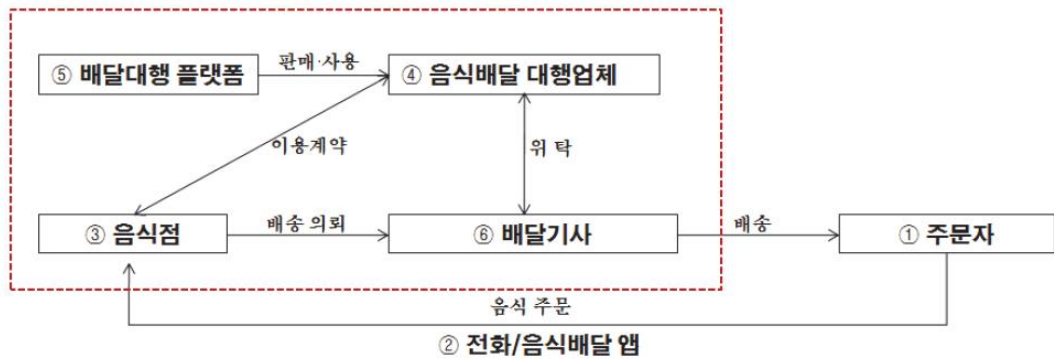 ⑤ 배달대행 플랫폼
판매·사용
④ 음식배달 대행업체
이용계약
위 탁
③ 음식점
배송 의뢰
⑥ 배달기사
배송
① 주문자
음식 주문
② 전화/음식배달 앱